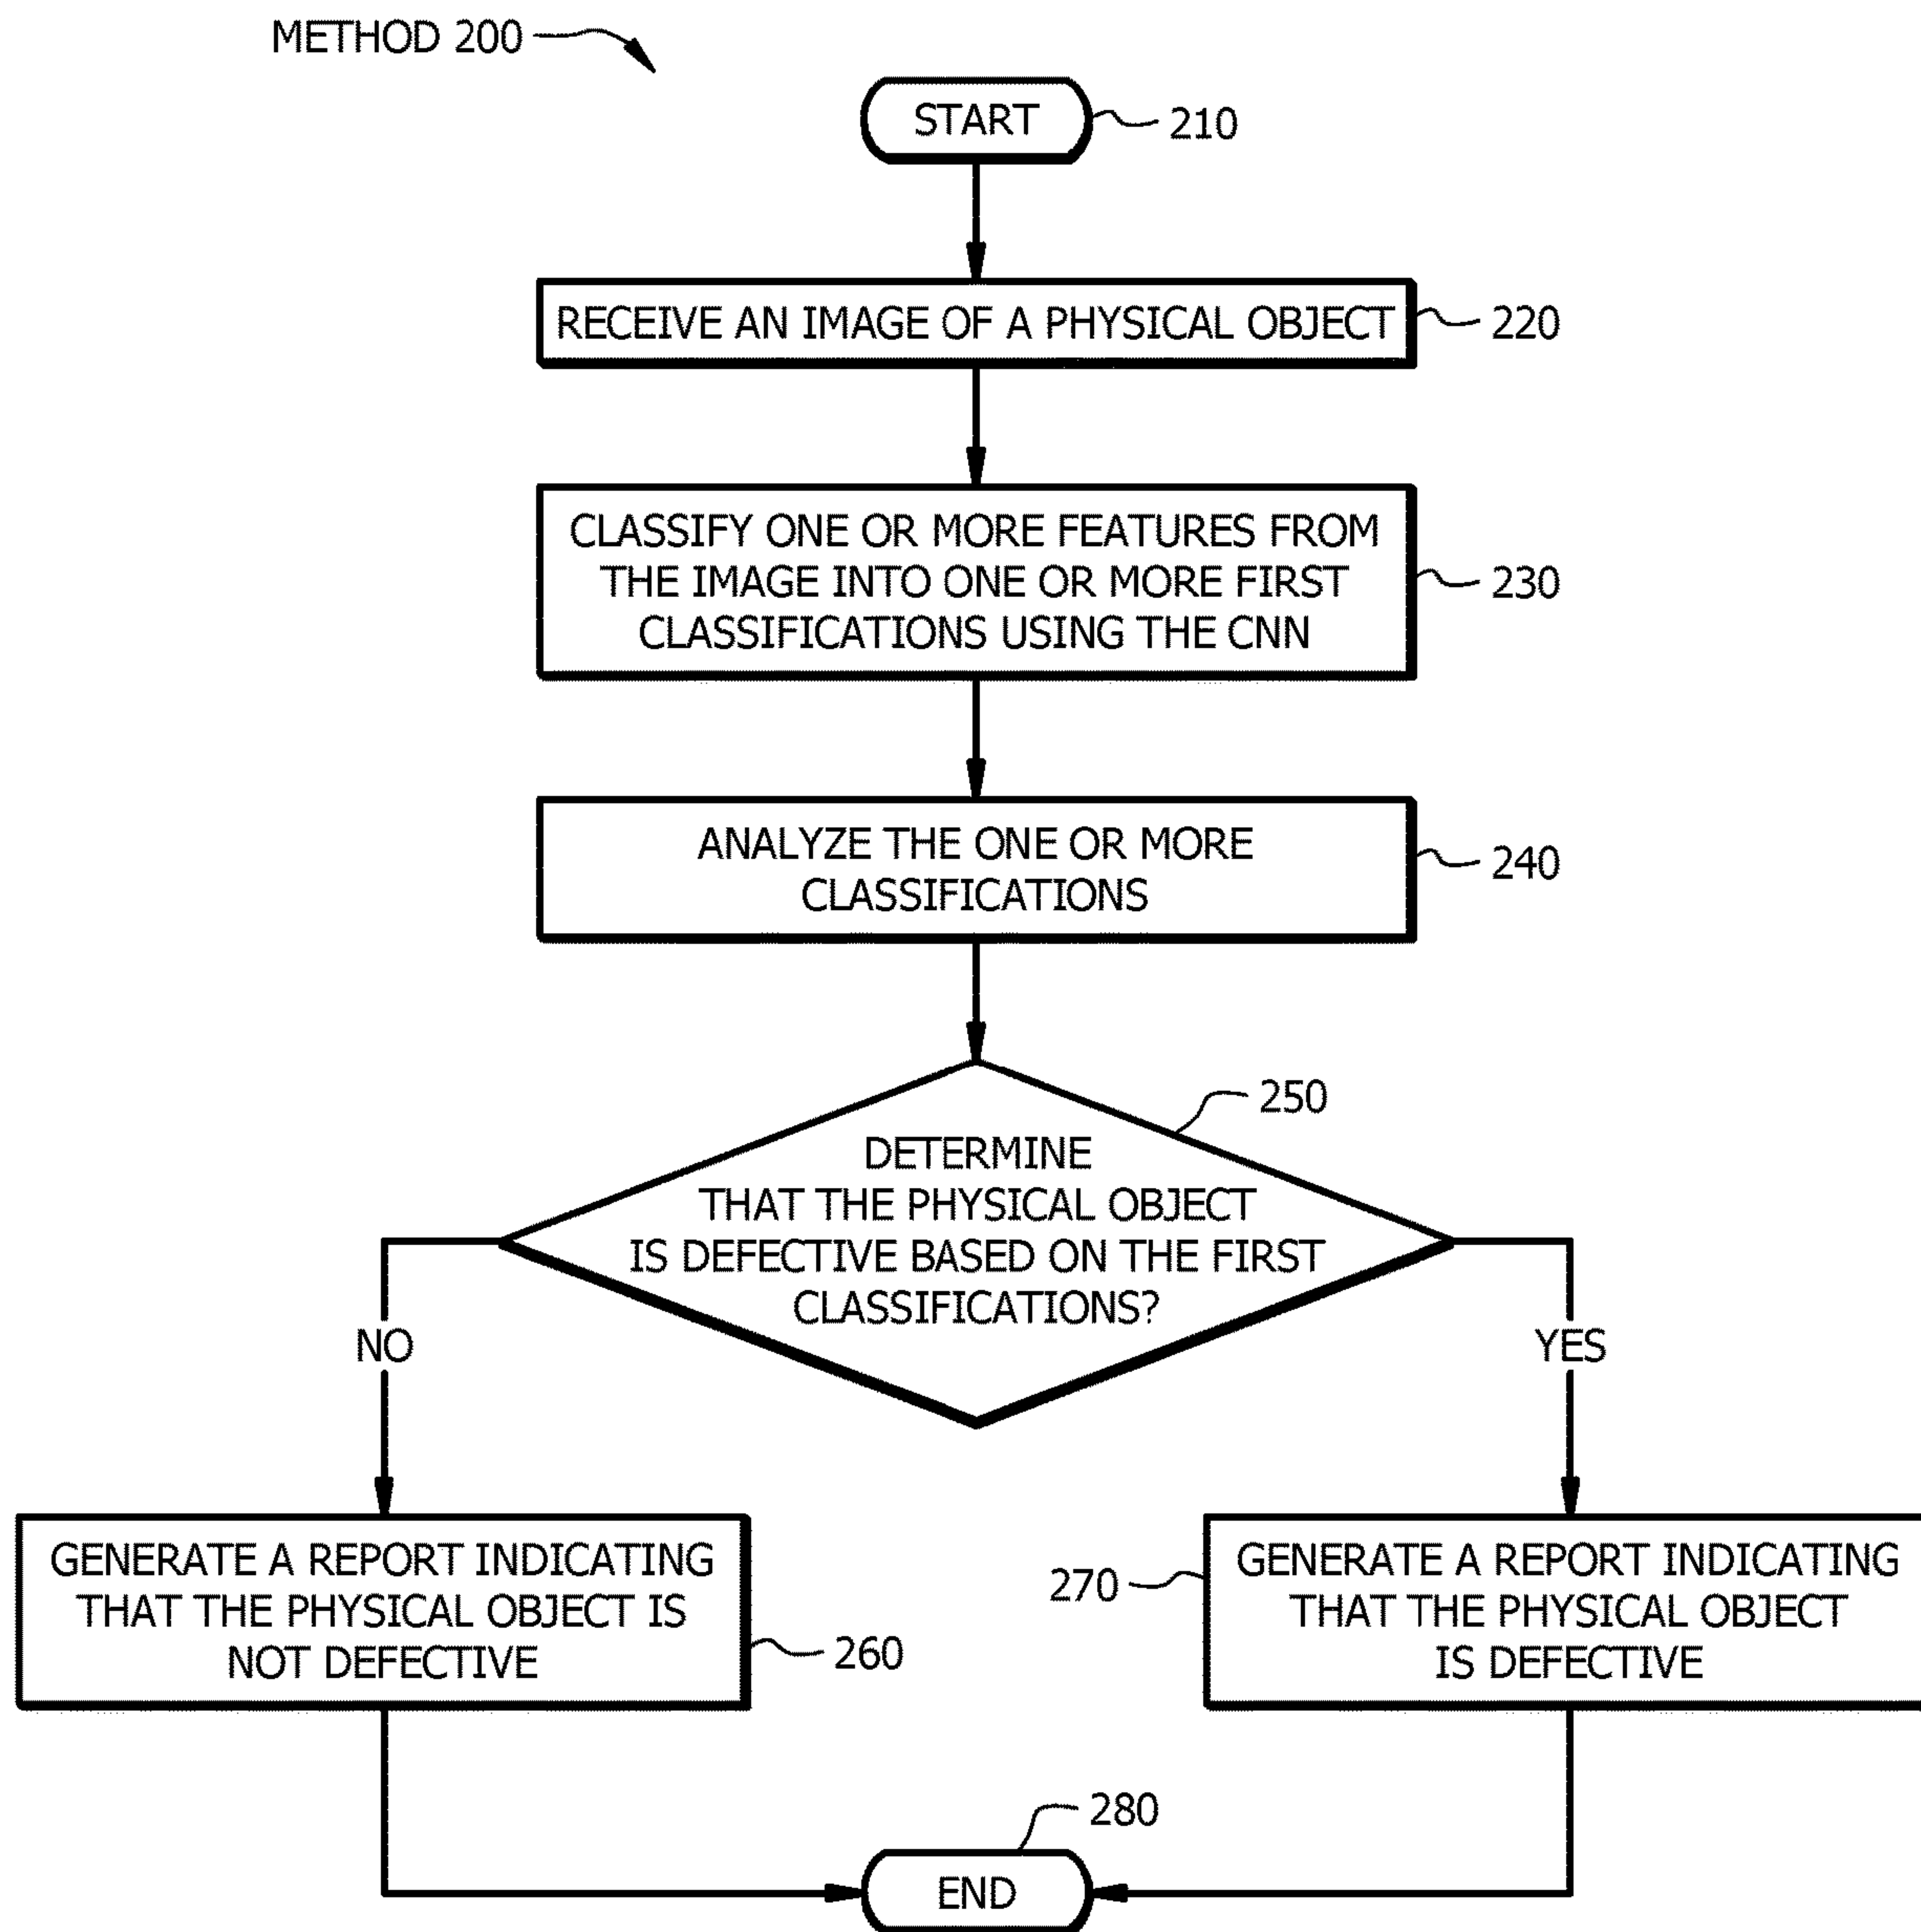 METHOD 200
START
210
RECEIVE AN IMAGE OF A PHYSICAL OBJECT
220
CLASSIFY ONE OR MORE FEATURES FROM
THE IMAGE INTO ONE OR MORE FIRST
CLASSIFICATIONS USING THE CNN
230
ANALYZE THE ONE OR MORE
CLASSIFICATIONS
240
250
DETERMINE
THAT THE PHYSICAL OBJECT
IS DEFECTIVE BASED ON THE FIRST
CLASSIFICATIONS?
NO
YES
GENERATE A REPORT INDICATING
THAT THE PHYSICAL OBJECT IS
NOT DEFECTIVE
260
270
GENERATE A REPORT INDICATING
THAT THE PHYSICAL OBJECT
IS DEFECTIVE
280
END